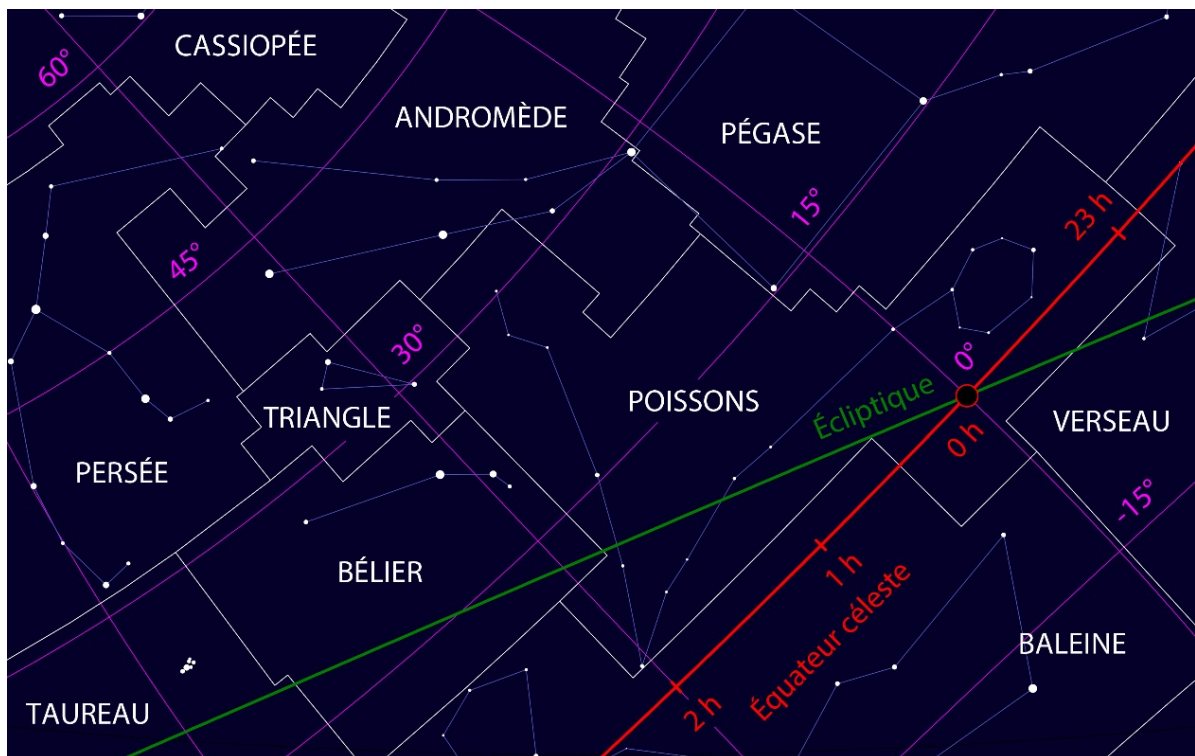 CASSIOPÉE
60°
ANDROMÈDE
PÉGASE
15°
23 h
45°
30°
0°
TRIANGLE
POISSONS
Écliptique
VERSEAU
0 h
PERSÉE
-15°
BÉLIER
1 h
Équateur céleste
BALEINE
TAUREAU
2 h